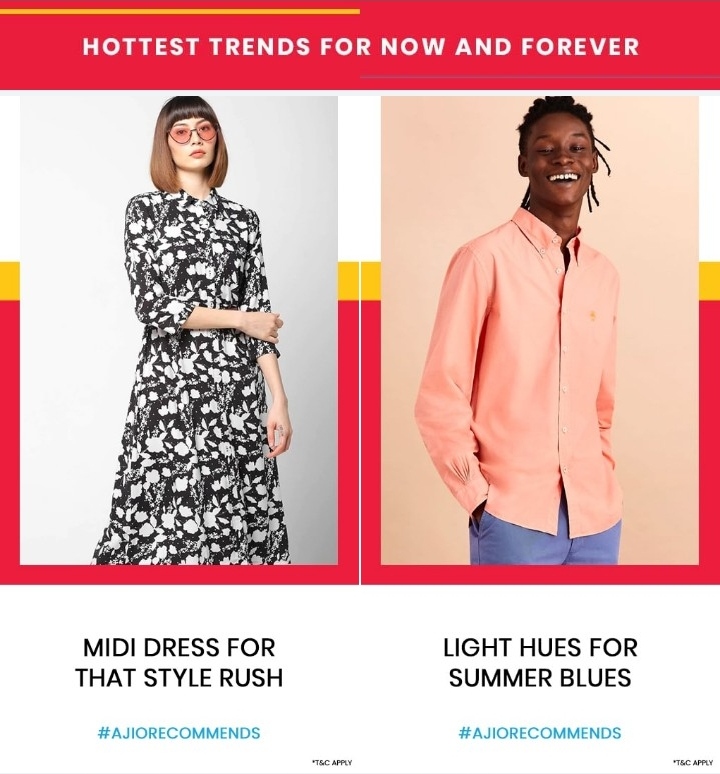 HOTTEST TRENDS FOR NOW AND FOREVER
MIDI DRESS FOR
THAT STYLE RUSH
#AJIORECOMMENDS
*T&C APPLY
LIGHT HUES FOR
SUMMER BLUES
#AJIORECOMMENDS
*T&C APPLY